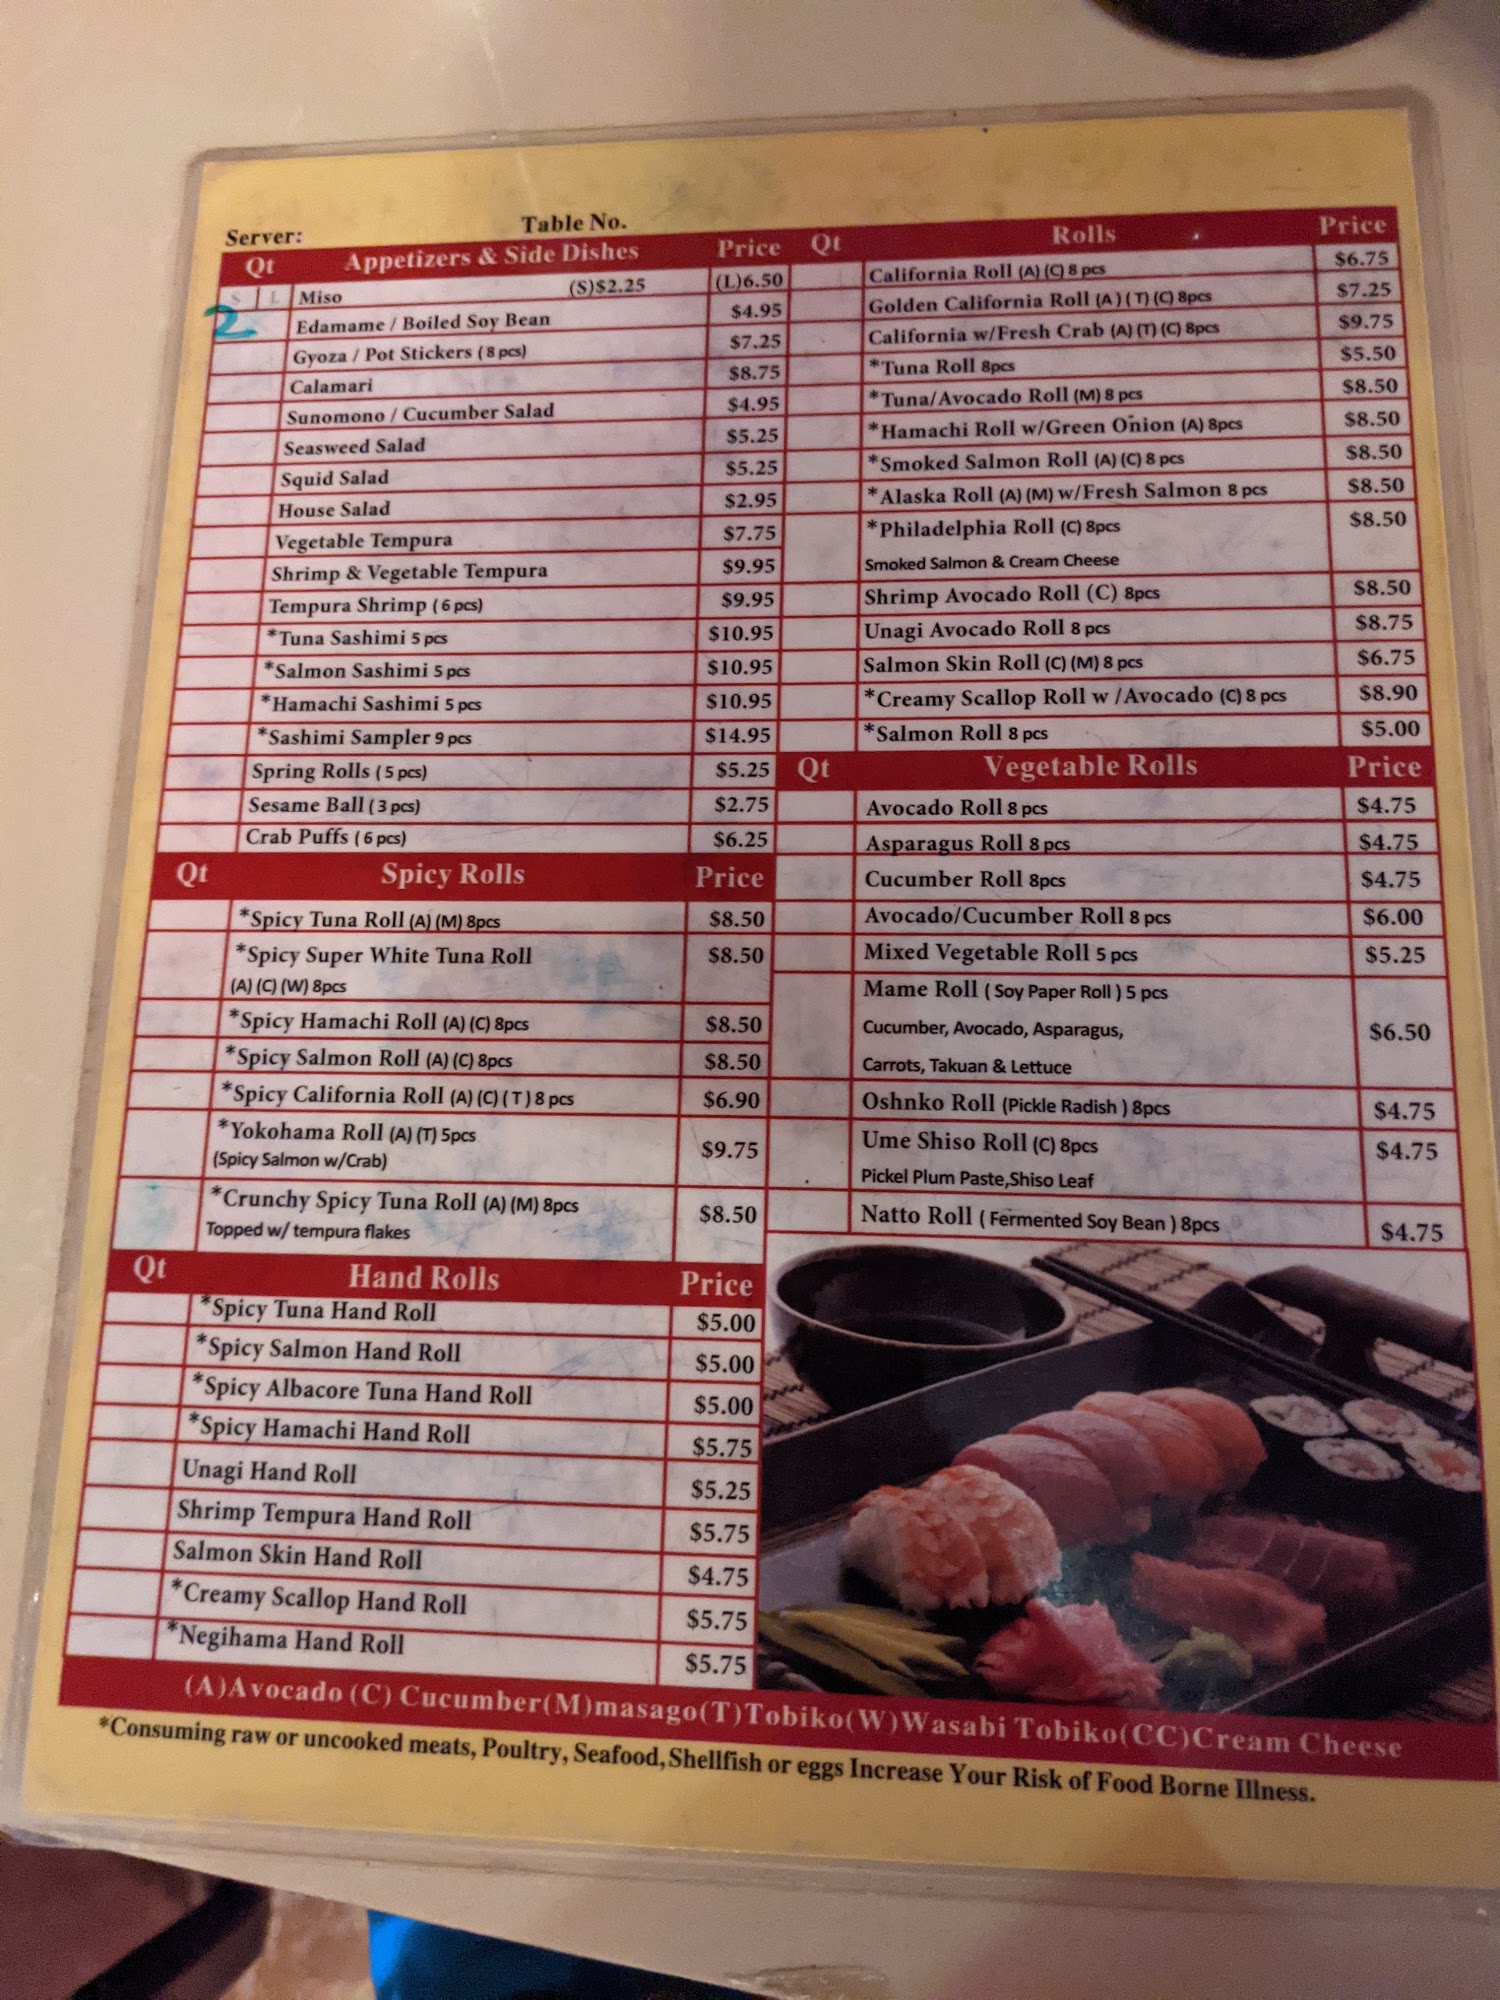 Server:
Table No.
Qt Appetizers & Side Dishes Price
S L Miso (S)$2.25 (L)6.50
2 Edamame / Boiled Soy Bean $4.95
Gyoza / Pot Stickers ( 8 pcs) $7.25
Calamari $8.75
Sunomono / Cucumber Salad $4.95
Seasweed Salad $5.25
Squid Salad $5.25
House Salad $2.95
Vegetable Tempura $7.75
Shrimp & Vegetable Tempura $9.95
Tempura Shrimp ( 6 pcs) $9.95
*Tuna Sashimi 5 pcs $10.95
*Salmon Sashimi 5 pcs $10.95
*Hamachi Sashimi 5 pcs $10.95
*Sashimi Sampler 9 pcs $14.95
Spring Rolls ( 5 pcs) $5.25
Sesame Ball ( 3 pcs) $2.75
Crab Puffs ( 6 pcs) $6.25
Qt Spicy Rolls Price
*Spicy Tuna Roll (A) (M) 8pcs $8.50
*Spicy Super White Tuna Roll $8.50
(A) (C) (W) 8pcs
*Spicy Hamachi Roll (A) (C) 8pcs $8.50
*Spicy Salmon Roll (A) (C) 8pcs $8.50
*Spicy California Roll (A) (C) ( T ) 8 pcs $6.90
*Yokohama Roll (A) (T) 5pcs $9.75
(Spicy Salmon w/Crab)
*Crunchy Spicy Tuna Roll (A) (M) 8pcs $8.50
Topped w/ tempura flakes
Qt Hand Rolls Price
*Spicy Tuna Hand Roll $5.00
*Spicy Salmon Hand Roll $5.00
*Spicy Albacore Tuna Hand Roll $5.00
*Spicy Hamachi Hand Roll $5.75
Unagi Hand Roll $5.25
Shrimp Tempura Hand Roll $5.75
Salmon Skin Hand Roll $4.75
*Creamy Scallop Hand Roll $5.75
*Negihama Hand Roll $5.75
Qt Rolls Price
California Roll (A) (C) 8 pcs $6.75
Golden California Roll (A ) ( T) (C) 8pcs $7.25
California w/Fresh Crab (A) (T) (C) 8pcs $9.75
*Tuna Roll 8pcs $5.50
*Tuna/Avocado Roll (M) 8 pcs $8.50
*Hamachi Roll w/Green Onion (A) 8pcs $8.50
*Smoked Salmon Roll (A) (C) 8 pcs $8.50
*Alaska Roll (A) (M) w/Fresh Salmon 8 pcs $8.50
*Philadelphia Roll (C) 8pcs $8.50
Smoked Salmon & Cream Cheese
Shrimp Avocado Roll (C) 8pcs $8.50
Unagi Avocado Roll 8 pcs $8.75
Salmon Skin Roll (C) (M) 8 pcs $6.75
*Creamy Scallop Roll w /Avocado (C) 8 pcs $8.90
*Salmon Roll 8 pcs $5.00
Qt Vegetable Rolls Price
Avocado Roll 8 pcs $4.75
Asparagus Roll 8 pcs $4.75
Cucumber Roll 8pcs $4.75
Avocado/Cucumber Roll 8 pcs $6.00
Mixed Vegetable Roll 5 pcs $5.25
Mame Roll ( Soy Paper Roll ) 5 pcs
Cucumber, Avocado, Asparagus, $6.50
Carrots, Takuan & Lettuce
Oshnko Roll (Pickle Radish ) 8pcs $4.75
Ume Shiso Roll (C) 8pcs $4.75
Pickel Plum Paste,Shiso Leaf
Natto Roll ( Fermented Soy Bean ) 8pcs $4.75
(A)Avocado (C) Cucumber(M)masago(T)Tobiko(W)Wasabi Tobiko(CC)Cream Cheese
*Consuming raw or uncooked meats, Poultry, Seafood, Shellfish or eggs Increase Your Risk of Food Borne Illness.